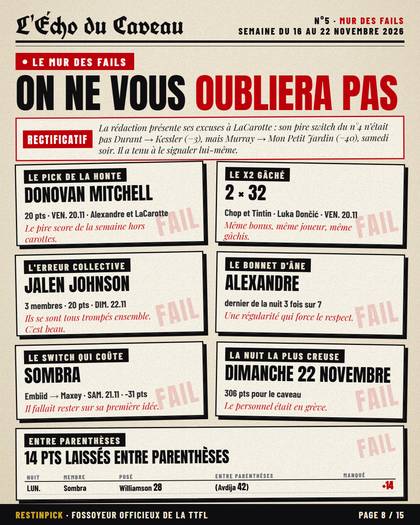 L'Écho du Caveau
N°5 · MUR DES FAILS
SEMAINE DU 16 AU 22 NOVEMBRE 2026
• LE MUR DES FAILS
ON NE VOUS OUBLIERA PAS
RECTIFICATIF
La rédaction présente ses excuses à LaCarotte : son pire switch du n°4 n'était
pas Durant → Kessler (−3), mais Murray → Mon Petit Jardin (−40), samedi
soir. Il a tenu à le signaler lui-même.
LE PICK DE LA HONTE
DONOVAN MITCHELL
20 pts · VEN. 20.11 · Alexandre et LaCarotte
Le pire score de la semaine hors
carottes.
FAIL
LE X2 GÂCHÉ
2 × 32
Chop et Tintin · Luka Dončić · VEN. 20.11
Même bonus, même joueur, même
gâchis.
FAIL
L'ERREUR COLLECTIVE
JALEN JOHNSON
3 membres · 20 pts · DIM. 22.11
Ils se sont tous trompés ensemble.
C'est beau.
FAIL
LE BONNET D'ÂNE
ALEXANDRE
dernier de la nuit 3 fois sur 7
Une régularité qui force le respect.
FAIL
LE SWITCH QUI COÛTE
SOMBRA
Embiid → Maxey · SAM. 21.11 · -31 pts
Il fallait rester sur sa première idée.
FAIL
LA NUIT LA PLUS CREUSE
DIMANCHE 22 NOVEMBRE
306 pts pour le caveau
Le personnel était en grève.
FAIL
ENTRE PARENTHÈSES
14 PTS LAISSÉS ENTRE PARENTHÈSES
FAIL
NUIT MEMBRE POSÉ ENTRE PARENTHÈSES MANQUÉ
LUN. Sombra Williamson 28 (Avdija 42) +14
RESTINPICK · FOSSOYEUR OFFICIEUX DE LA TTFL
PAGE 8 / 15